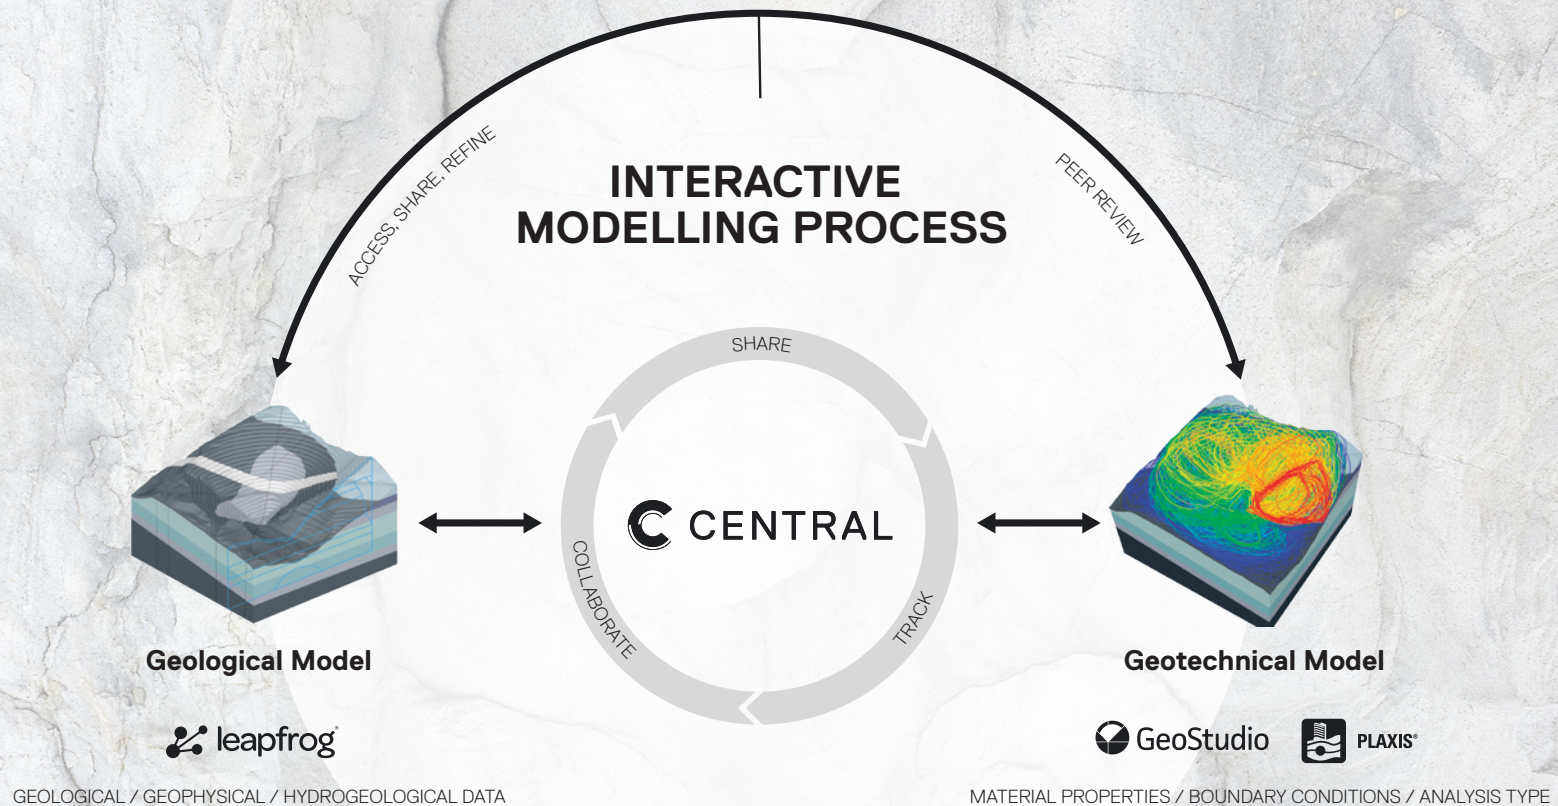 ACCESS, SHARE, REFINE
PEER REVIEW
INTERACTIVE
MODELLING PROCESS
SHARE
CENTRAL
COLLABORATE
TRACK
Geological Model
Geotechnical Model
leapfrog®
GeoStudio
PLAXIS®
GEOLOGICAL / GEOPHYSICAL / HYDROGEOLOGICAL DATA
MATERIAL PROPERTIES / BOUNDARY CONDITIONS / ANALYSIS TYPE